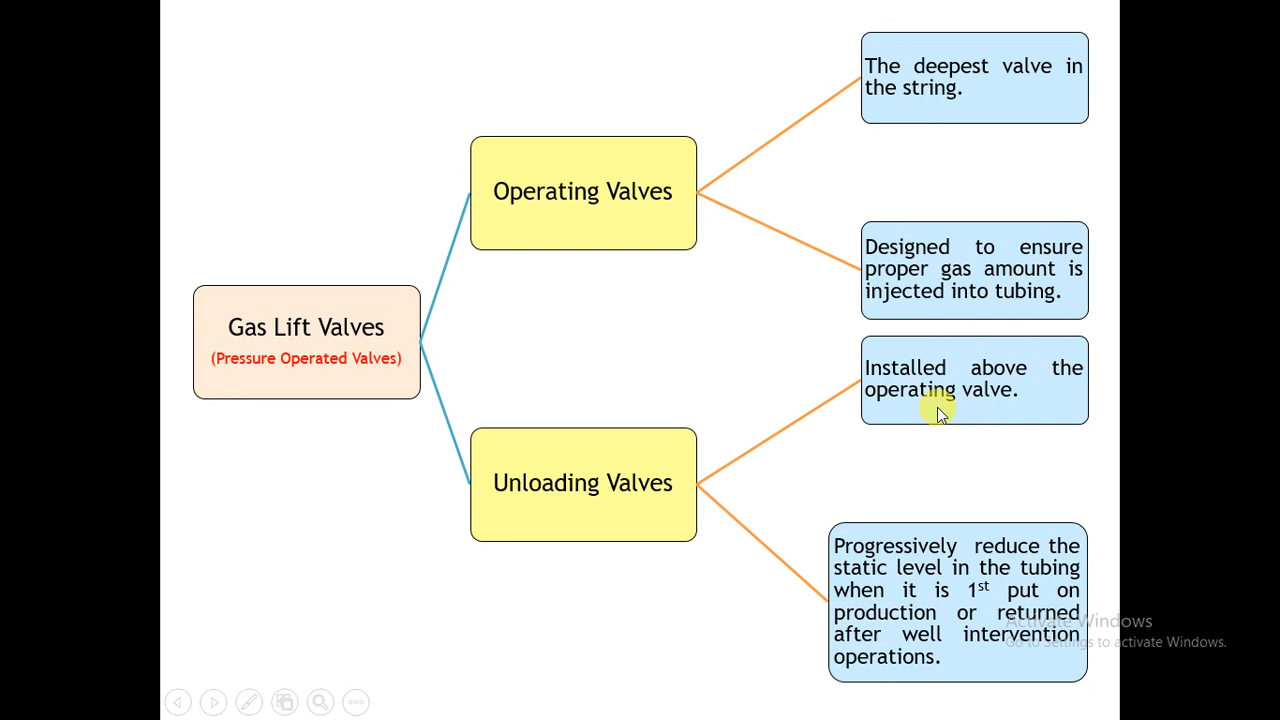 The deepest valve in
the string.
Operating Valves
Designed to ensure
proper gas amount is
injected into tubing.
Gas Lift Valves
(Pressure Operated Valves)
Installed above the
operating valve.
Unloading Valves
Progressively reduce the
static level in the tubing
when it is 1st put on
production or returned
after well intervention
operations.
Activate Windows
Go to Settings to activate Windows.